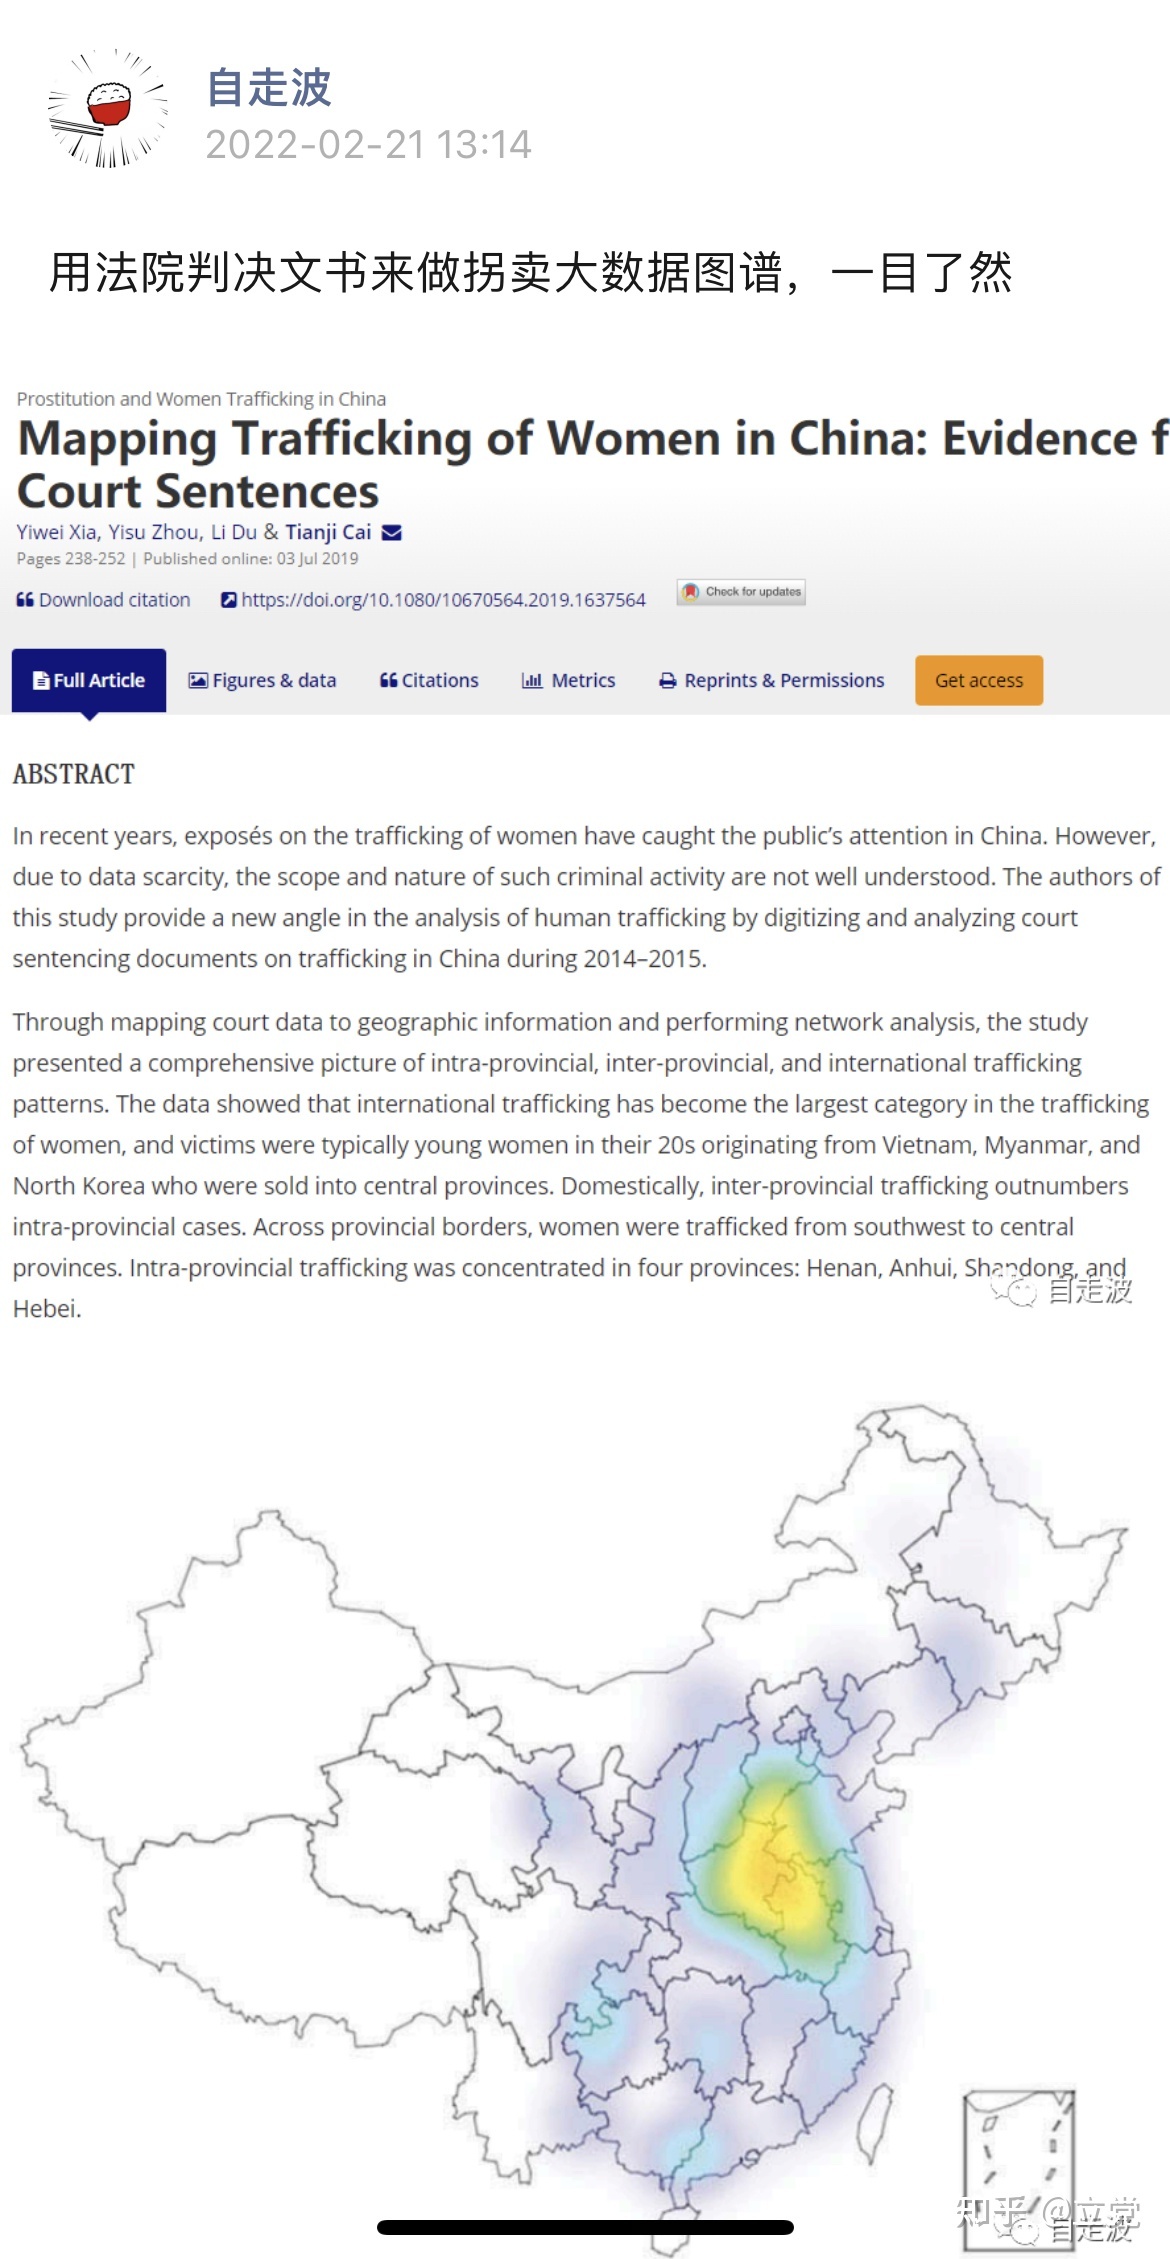 自走波
2022-02-21 13:14
用法院判决文书来做拐卖大数据图谱，一目了然
Prostitution and Women Trafficking in China
Mapping Trafficking of Women in China: Evidence f
Court Sentences
Yiwei Xia, Yisu Zhou, Li Du & Tianji Cai
Pages 238-252 | Published online: 03 Jul 2019
Download citation https://doi.org/10.1080/10670564.2019.1637564 Check for updates
Full Article Figures & data Citations Metrics Reprints & Permissions Get access
ABSTRACT
In recent years, exposés on the trafficking of women have caught the public’s attention in China. However,
due to data scarcity, the scope and nature of such criminal activity are not well understood. The authors of
this study provide a new angle in the analysis of human trafficking by digitizing and analyzing court
sentencing documents on trafficking in China during 2014–2015.
Through mapping court data to geographic information and performing network analysis, the study
presented a comprehensive picture of intra-provincial, inter-provincial, and international trafficking
patterns. The data showed that international trafficking has become the largest category in the trafficking
of women, and victims were typically young women in their 20s originating from Vietnam, Myanmar, and
North Korea who were sold into central provinces. Domestically, inter-provincial trafficking outnumbers
intra-provincial cases. Across provincial borders, women were trafficked from southwest to central
provinces. Intra-provincial trafficking was concentrated in four provinces: Henan, Anhui, Shandong, and
Hebei.
自走波
知乎 @立党
自走波